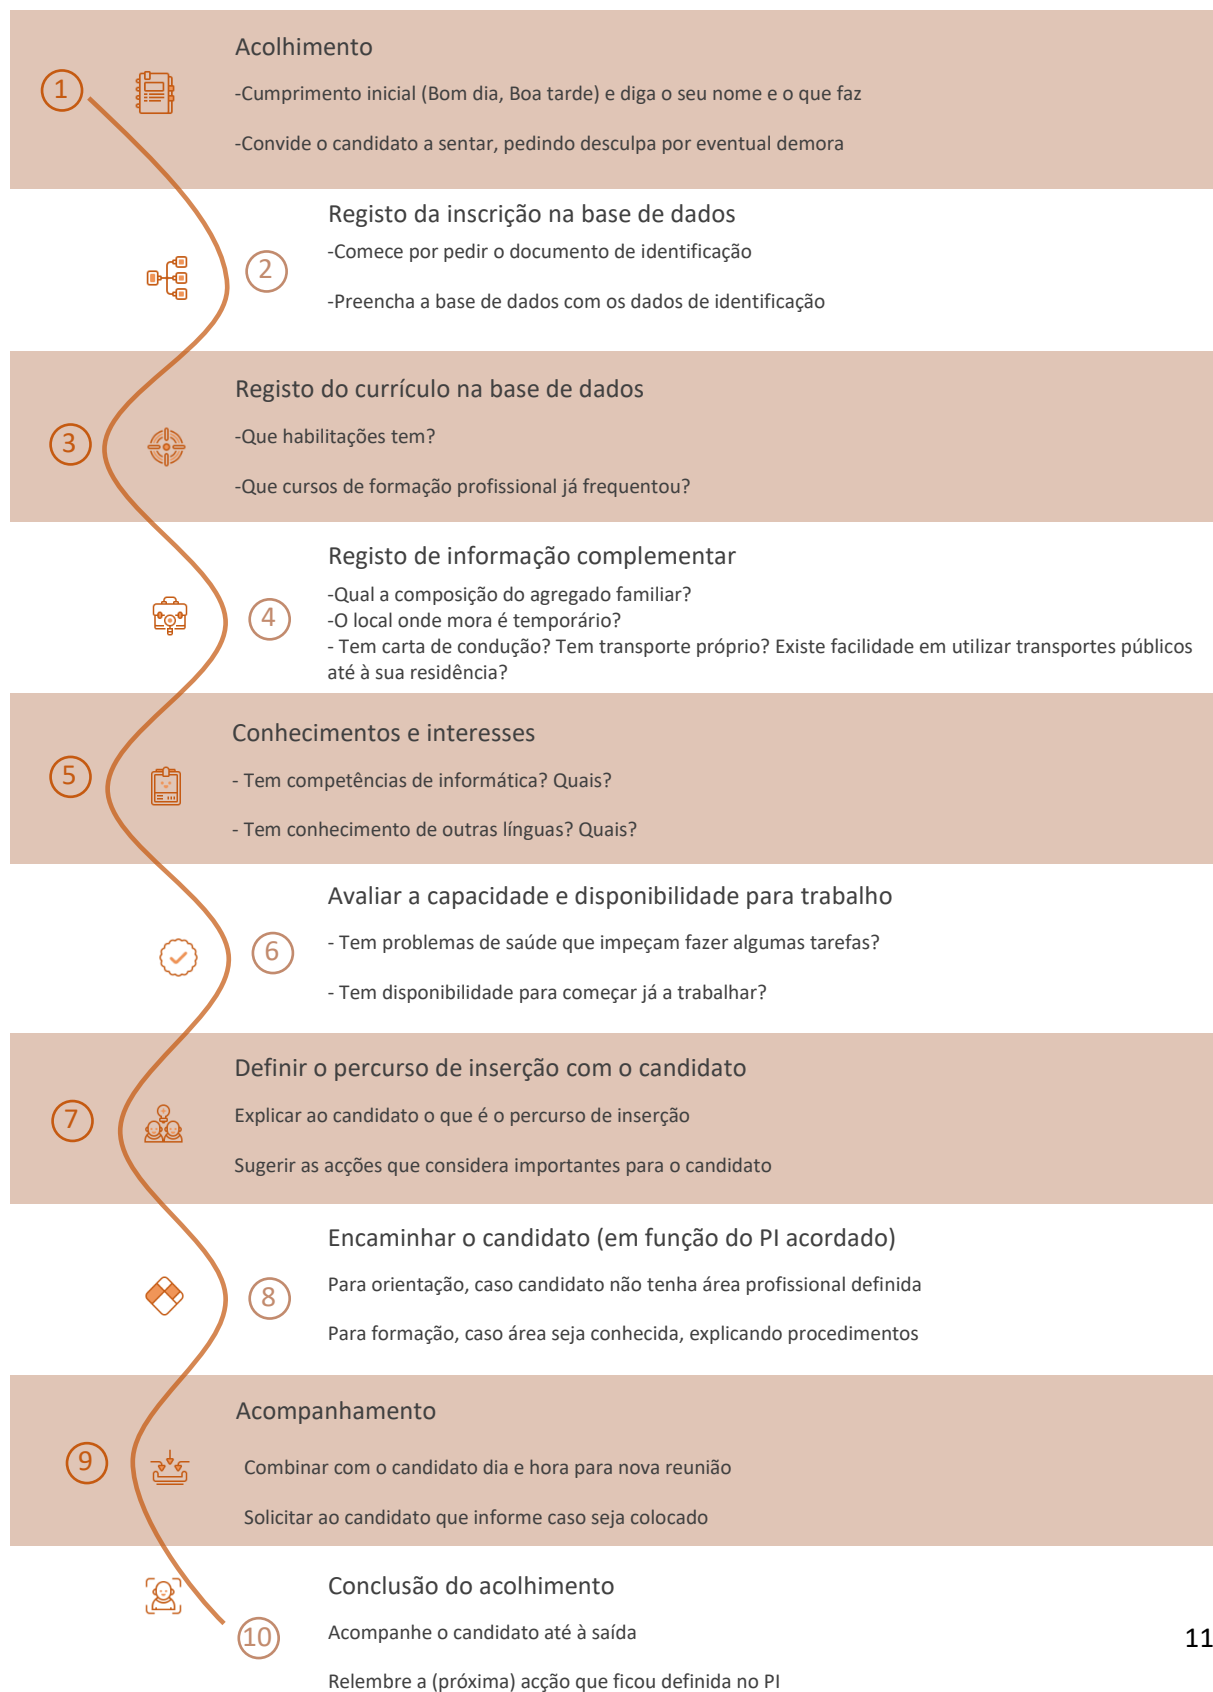 1
Acolhimento
-Cumprimento inicial (Bom dia, Boa tarde) e diga o seu nome e o que faz
-Convide o candidato a sentar, pedindo desculpa por eventual demora
2
Registo da inscrição na base de dados
-Comece por pedir o documento de identificação
-Preencha a base de dados com os dados de identificação
3
Registo do currículo na base de dados
-Que habilitações tem?
-Que cursos de formação profissional já frequentou?
4
Registo de informação complementar
-Qual a composição do agregado familiar?
-O local onde mora é temporário?
- Tem carta de condução? Tem transporte próprio? Existe facilidade em utilizar transportes públicos
até à sua residência?
5
Conhecimentos e interesses
- Tem competências de informática? Quais?
- Tem conhecimento de outras línguas? Quais?
6
Avaliar a capacidade e disponibilidade para trabalho
- Tem problemas de saúde que impeçam fazer algumas tarefas?
- Tem disponibilidade para começar já a trabalhar?
7
Definir o percurso de inserção com o candidato
Explicar ao candidato o que é o percurso de inserção
Sugerir as acções que considera importantes para o candidato
8
Encaminhar o candidato (em função do PI acordado)
Para orientação, caso candidato não tenha área profissional definida
Para formação, caso área seja conhecida, explicando procedimentos
9
Acompanhamento
Combinar com o candidato dia e hora para nova reunião
Solicitar ao candidato que informe caso seja colocado
10
Conclusão do acolhimento
Acompanhe o candidato até à saída
Relembre a (próxima) acção que ficou definida no PI
11